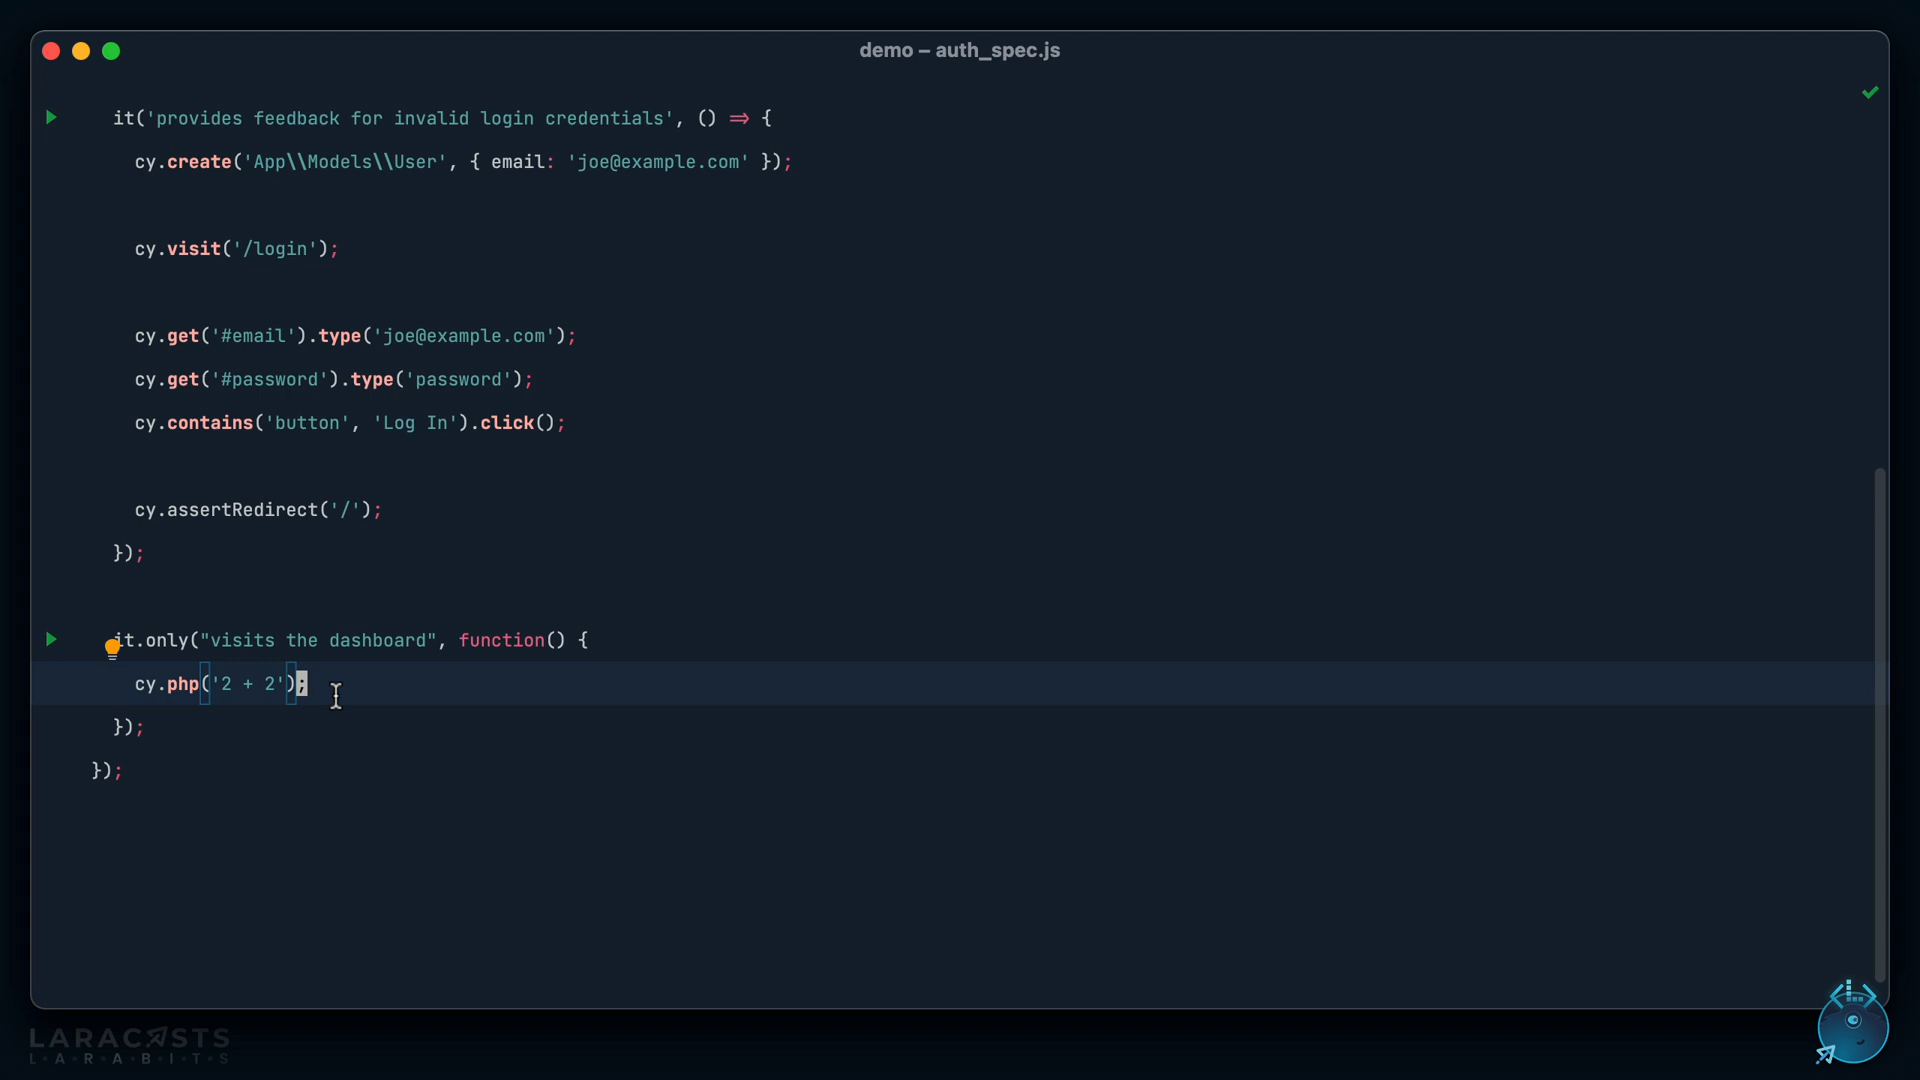 demo – auth_spec.js
it('provides feedback for invalid login credentials', () => {
cy.create('App\\Models\\User', { email: 'joe@example.com' });
cy.visit('/login');
cy.get('#email').type('joe@example.com');
cy.get('#password').type('password');
cy.contains('button', 'Log In').click();
cy.assertRedirect('/');
});
it.only("visits the dashboard", function() {
cy.php('2 + 2');
});
});
LARACASTS
L·A·R·A·B·I·T·S